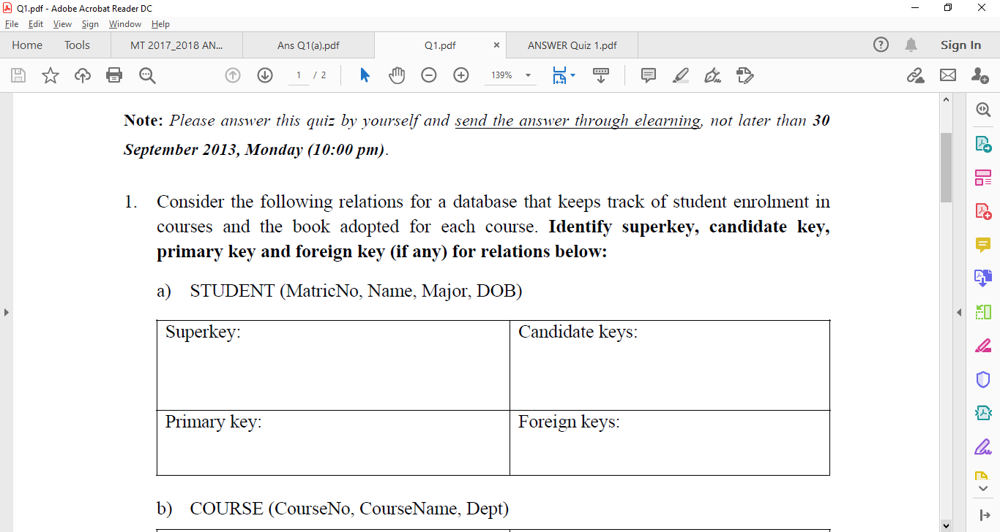 Q1.pdf - Adobe Acrobat Reader DC
File Edit View Sign Window Help
Home Tools MT 2017_2018 AN... Ans Q1(a).pdf Q1.pdf × ANSWER Quiz 1.pdf ? Sign In
1 / 2 139%
Note: Please answer this quiz by yourself and send the answer through elearning, not later than 30
September 2013, Monday (10:00 pm).
1. Consider the following relations for a database that keeps track of student enrolment in
courses and the book adopted for each course. Identify superkey, candidate key,
primary key and foreign key (if any) for relations below:
a) STUDENT (MatricNo, Name, Major, DOB)
Superkey: Candidate keys:
Primary key: Foreign keys:
b) COURSE (CourseNo, CourseName, Dept)